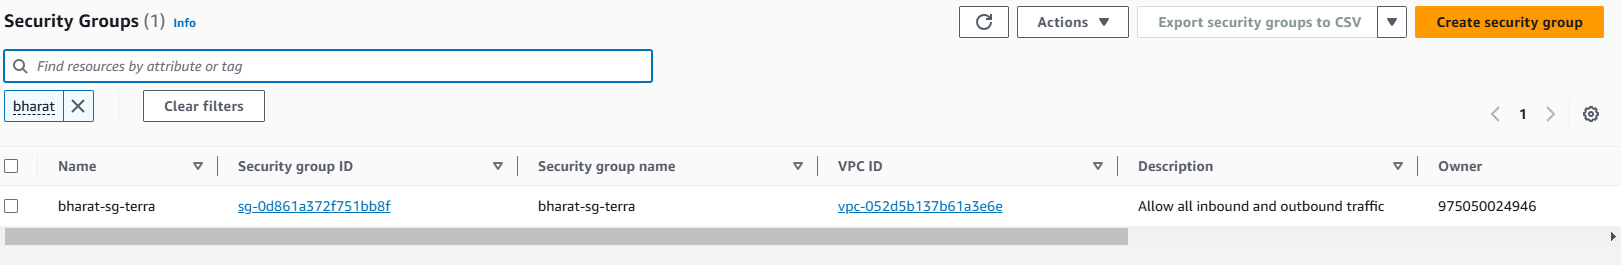 Security Groups (1) Info
Actions
Export security groups to CSV
Create security group
Find resources by attribute or tag
bharat
Clear filters
1
Name Security group ID Security group name VPC ID Description Owner
bharat-sg-terra sg-0d861a372f751bb8f bharat-sg-terra vpc-052d5b137b61a3e6e Allow all inbound and outbound traffic 975050024946